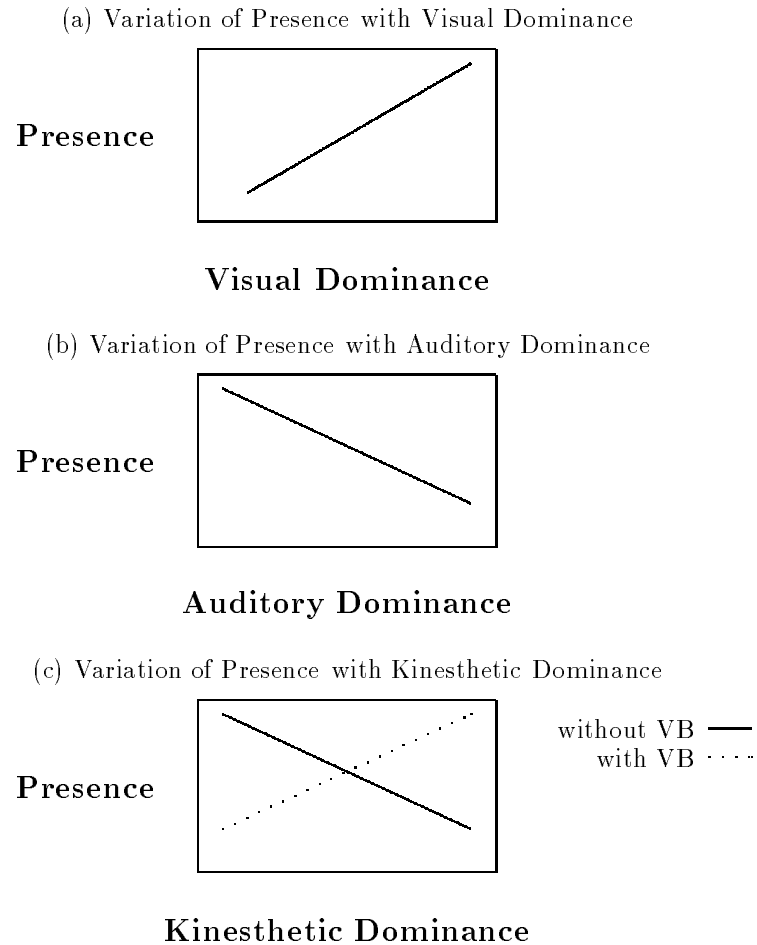 (a) Variation of Presence with Visual Dominance
Presence
Visual Dominance
(b) Variation of Presence with Auditory Dominance
Presence
Auditory Dominance
(c) Variation of Presence with Kinesthetic Dominance
without VB
with VB
Presence
Kinesthetic Dominance